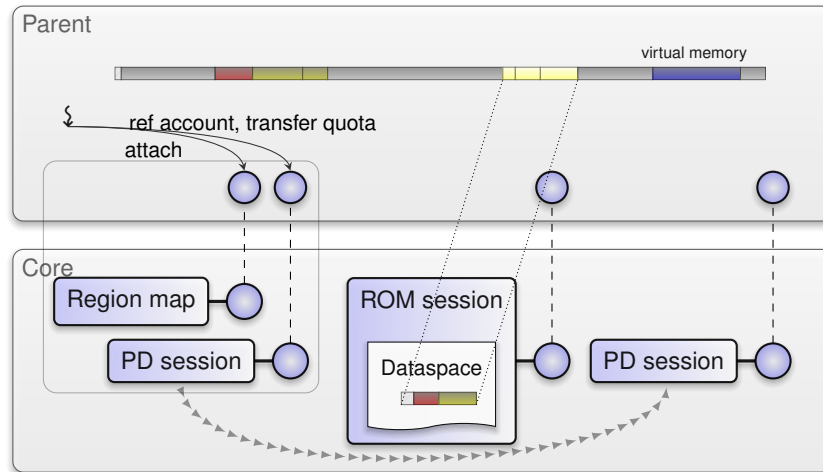 Parent
virtual memory
ref account, transfer quota
attach
Core
Region map
ROM session
PD session
Dataspace
PD session